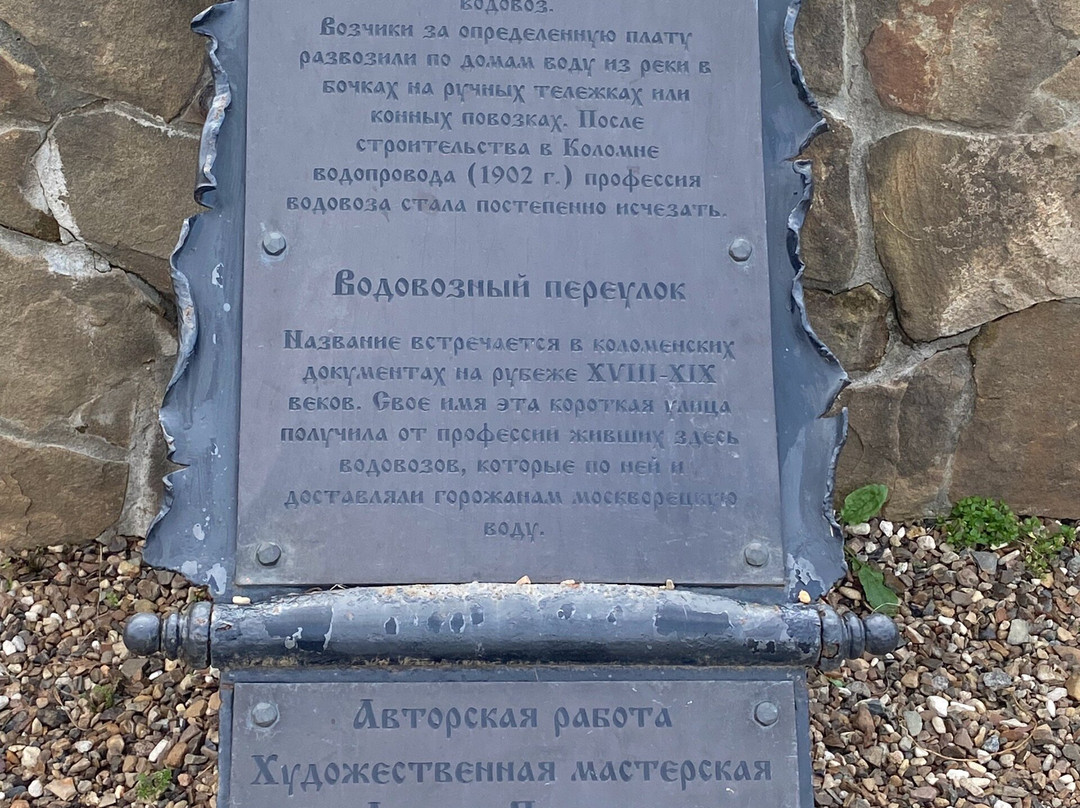 водовоз.
Возчики за определенную плату
развозили по домам воду из реки в
бочках на ручных тележках или
конных повозках. После
строительства в Коломне
водопровода (1902 г.) профессия
водовоза стала постепенно исчезать.
Водовозный переулок
Название встречается в коломенских
документах на рубеже XVIII-XIX
веков. Свое имя эта короткая улица
получила от профессии живших здесь
водовозов, которые по ней и
доставляли горожанам москворецкую
воду.
Авторская работа
Художественная мастерская